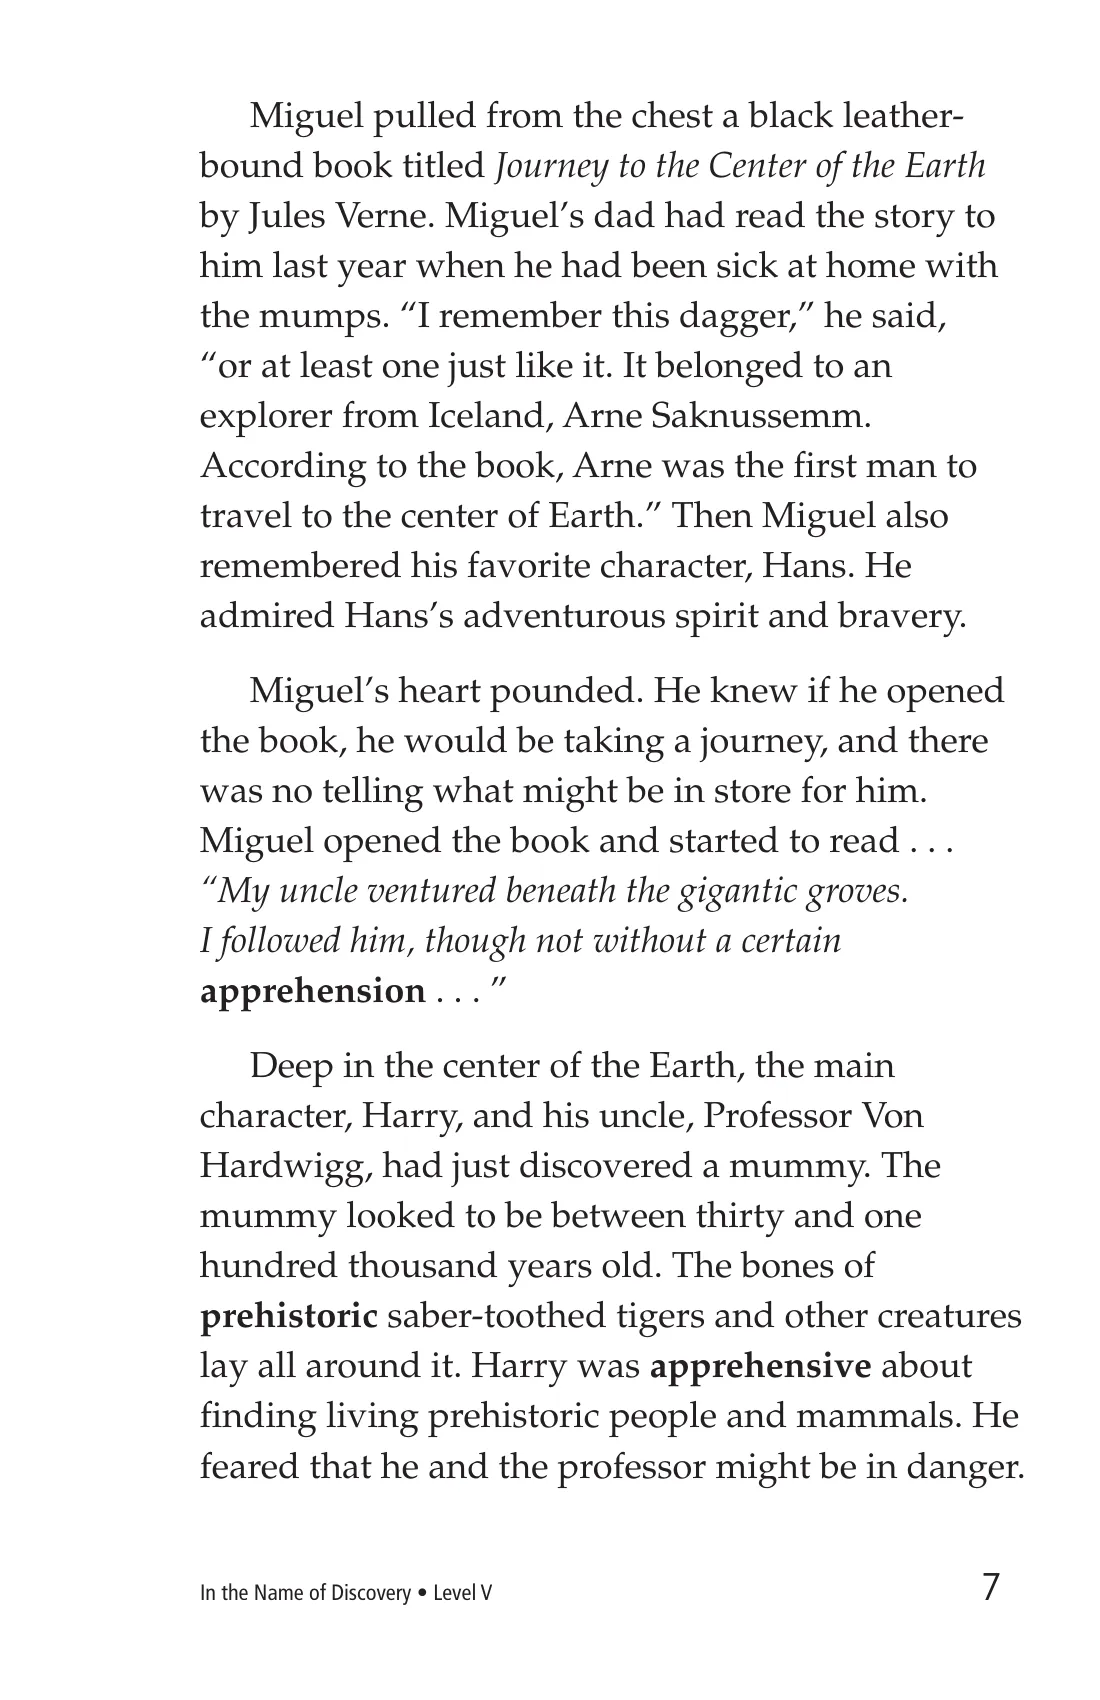 Miguel pulled from the chest a black leather-
bound book titled Journey to the Center of the Earth
by Jules Verne. Miguel’s dad had read the story to
him last year when he had been sick at home with
the mumps. “I remember this dagger,” he said,
“or at least one just like it. It belonged to an
explorer from Iceland, Arne Saknussemm.
According to the book, Arne was the first man to
travel to the center of Earth.” Then Miguel also
remembered his favorite character, Hans. He
admired Hans’s adventurous spirit and bravery.
Miguel’s heart pounded. He knew if he opened
the book, he would be taking a journey, and there
was no telling what might be in store for him.
Miguel opened the book and started to read . . .
“My uncle ventured beneath the gigantic groves.
I followed him, though not without a certain
apprehension . . . ”
Deep in the center of the Earth, the main
character, Harry, and his uncle, Professor Von
Hardwigg, had just discovered a mummy. The
mummy looked to be between thirty and one
hundred thousand years old. The bones of
prehistoric saber-toothed tigers and other creatures
lay all around it. Harry was apprehensive about
finding living prehistoric people and mammals. He
feared that he and the professor might be in danger.
In the Name of Discovery • Level V 7